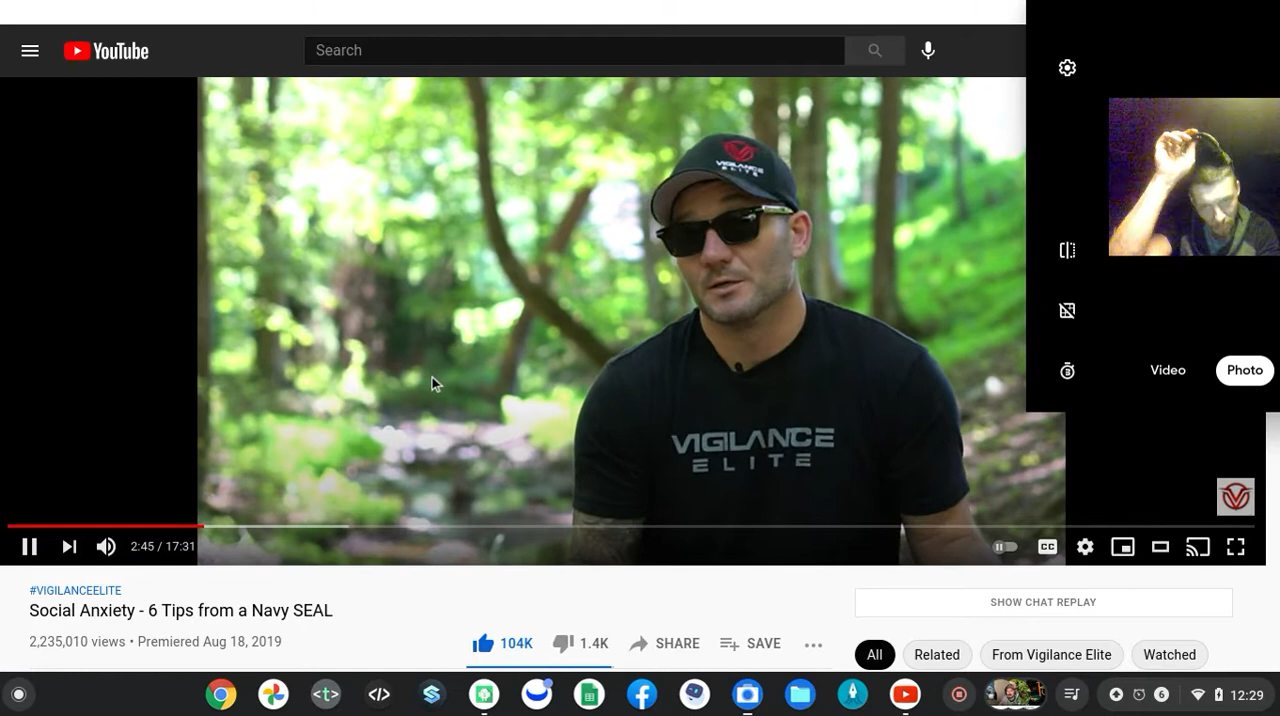 YouTube
Search
VIGILANCE
ELITE
VIGILANCE
ELITE
Video
Photo
2:45 / 17:31
CC
#VIGILANCEELITE
Social Anxiety - 6 Tips from a Navy SEAL
2,235,010 views • Premiered Aug 18, 2019
104K
1.4K
SHARE
SAVE
SHOW CHAT REPLAY
All
Related
From Vigilance Elite
Watched
6
12:29